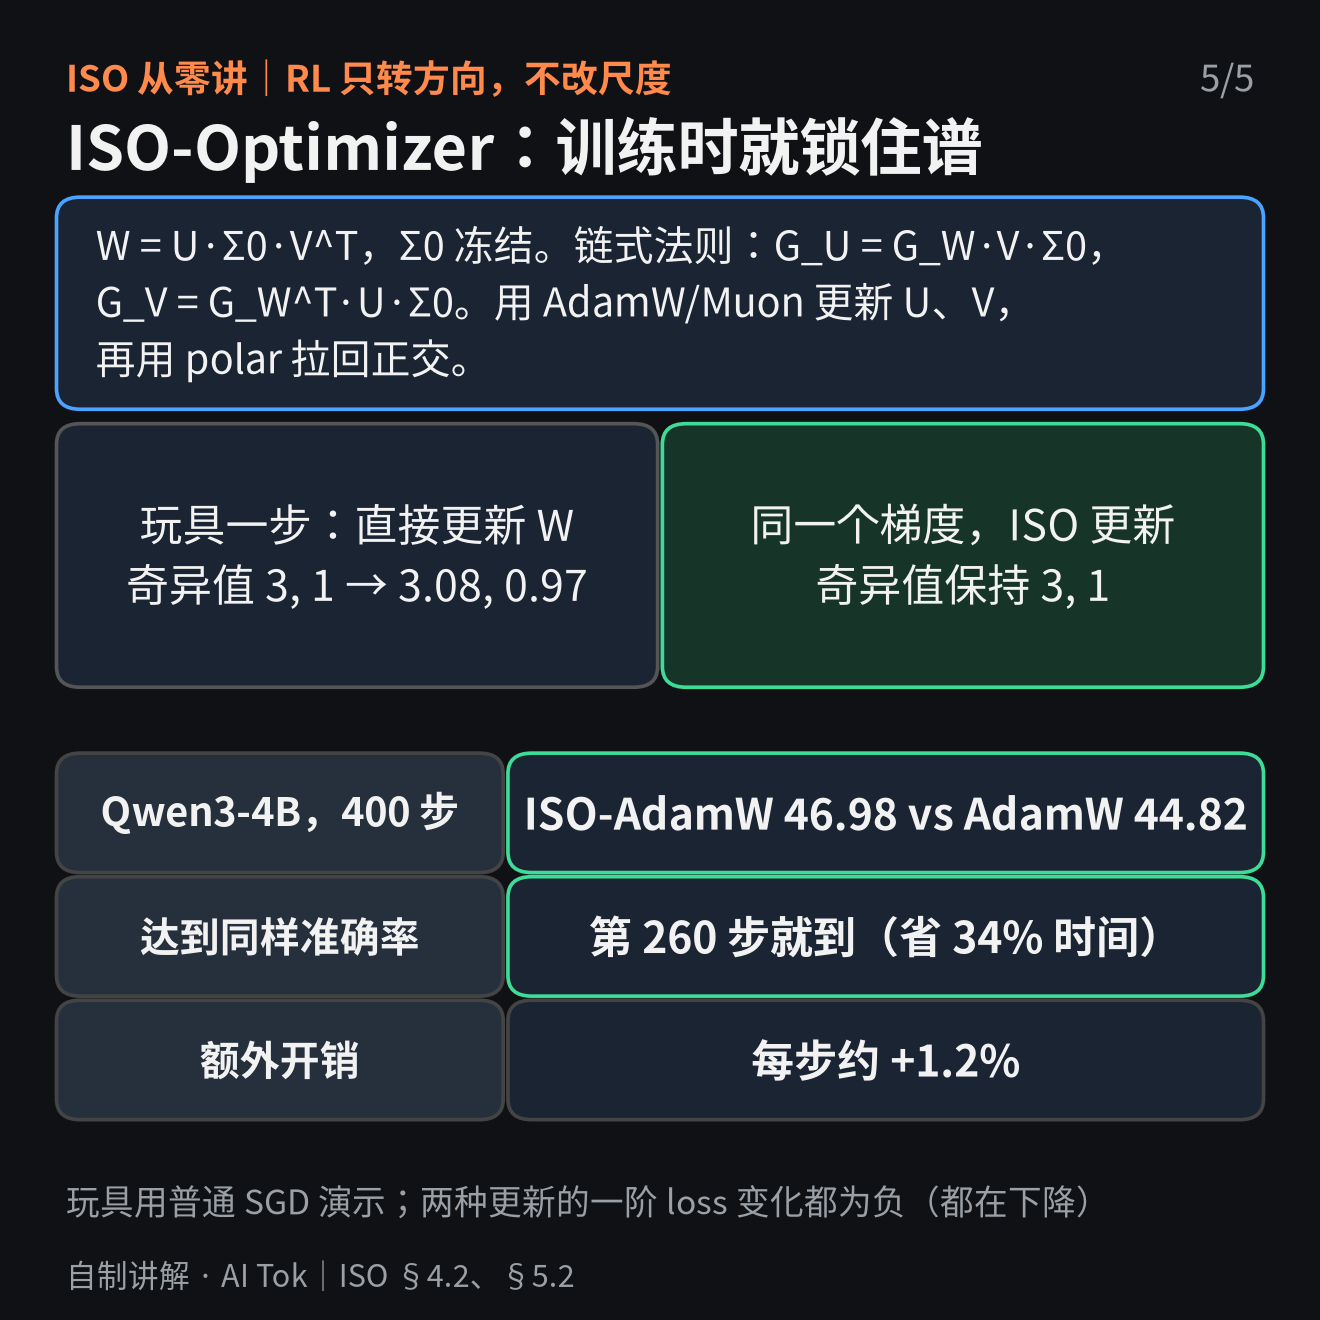 ISO 从零讲｜RL 只转方向，不改尺度
5/5
ISO-Optimizer：训练时就锁住谱
W = U·Σ0·V^T，Σ0 冻结。链式法则：G_U = G_W·V·Σ0，
G_V = G_W^T·U·Σ0。用 AdamW/Muon 更新 U、V，
再用 polar 拉回正交。
玩具一步：直接更新 W
奇异值 3, 1 → 3.08, 0.97
同一个梯度，ISO 更新
奇异值保持 3, 1
Qwen3-4B，400 步
ISO-AdamW 46.98 vs AdamW 44.82
达到同样准确率
第 260 步就到（省 34% 时间）
额外开销
每步约 +1.2%
玩具用普通 SGD 演示；两种更新的一阶 loss 变化都为负（都在下降）
自制讲解 · AI Tok｜ISO §4.2、§5.2